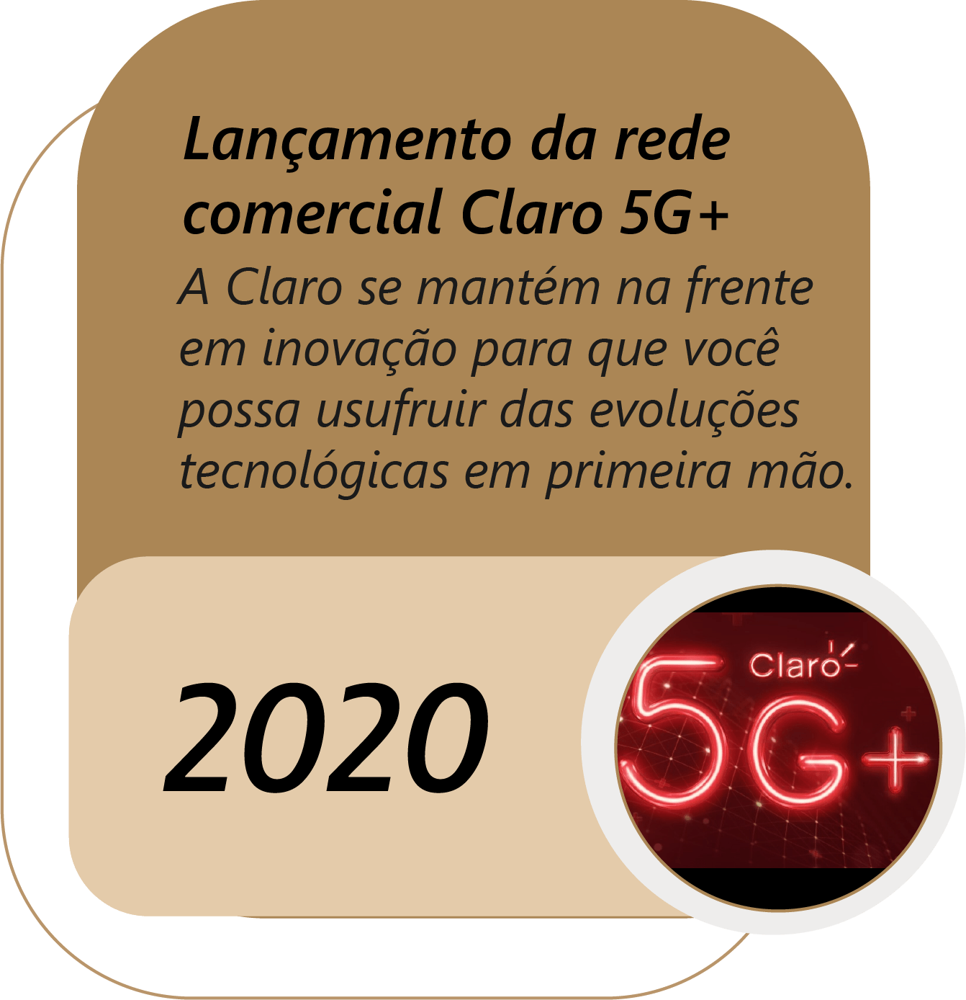 Lançamento da rede
comercial Claro 5G+
A Claro se mantém na frente
em inovação para que você
possa usufruir das evoluções
tecnológicas em primeira mão.
2020
Claro
5G+